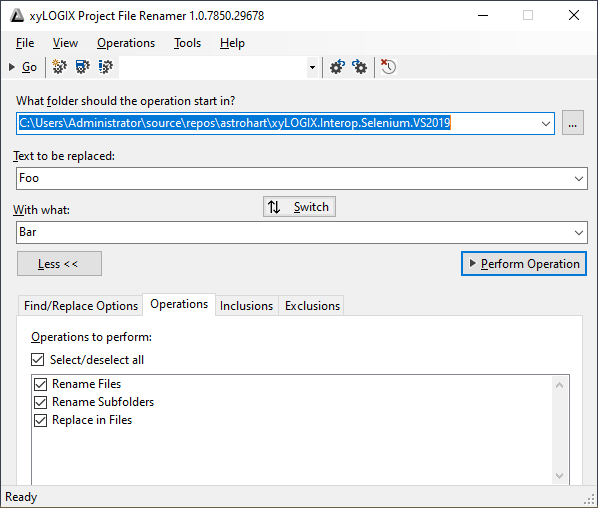 xyLOGIX Project File Renamer 1.0.7850.29678
File View Operations Tools Help
Go
What folder should the operation start in?
C:\Users\Administrator\source\repos\astrohart\xyLOGIX.Interop.Selenium.VS2019
...
Text to be replaced:
Foo
Switch
With what:
Bar
Less <<
Perform Operation
Find/Replace Options Operations Inclusions Exclusions
Operations to perform:
Select/deselect all
Rename Files
Rename Subfolders
Replace in Files
Ready